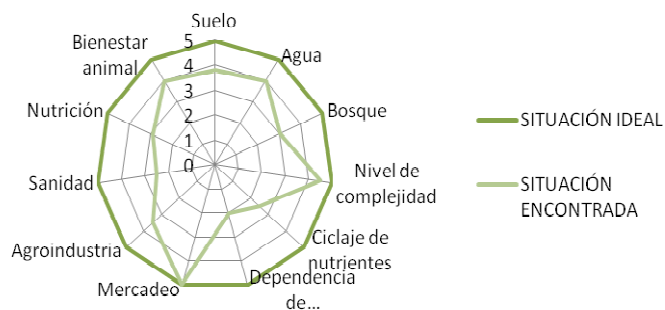 Suelo
Agua
Bosque
Nivel de
complejidad
Ciclaje de
nutrientes
Dependencia
de...
Mercadeo
Agroindustria
Sanidad
Nutrición
Bienestar
animal
5
4
3
2
1
0
SITUACIÓN IDEAL
SITUACIÓN
ENCONTRADA